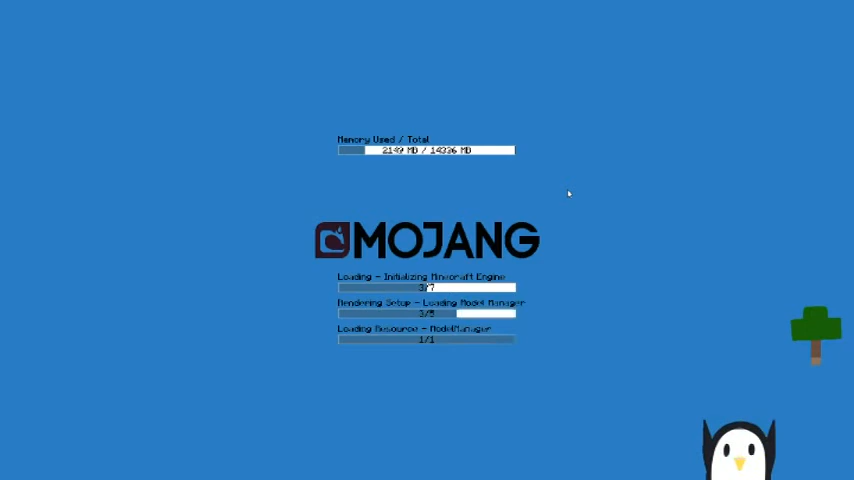 Memory Used / Total
2149 MB / 14336 MB
MOJANG
Loading - Initializing Minecraft Engine
3/7
Rendering Setup - Loading Model Manager
3/5
Loading Resource - ModelManager
1/1